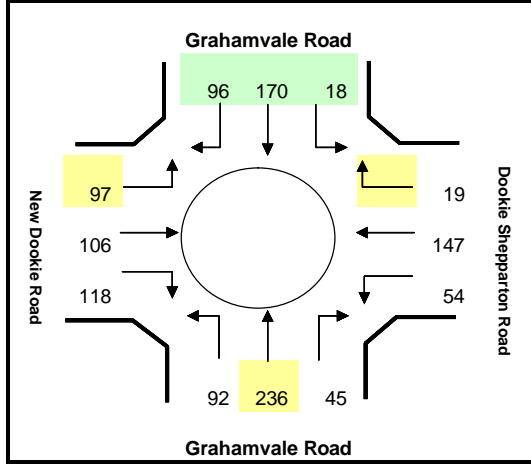 Grahamvale Road
96 170 18
97
19
New Dookie Road
106
147
Dookie Shepparton Road
118
54
92 236 45
Grahamvale Road